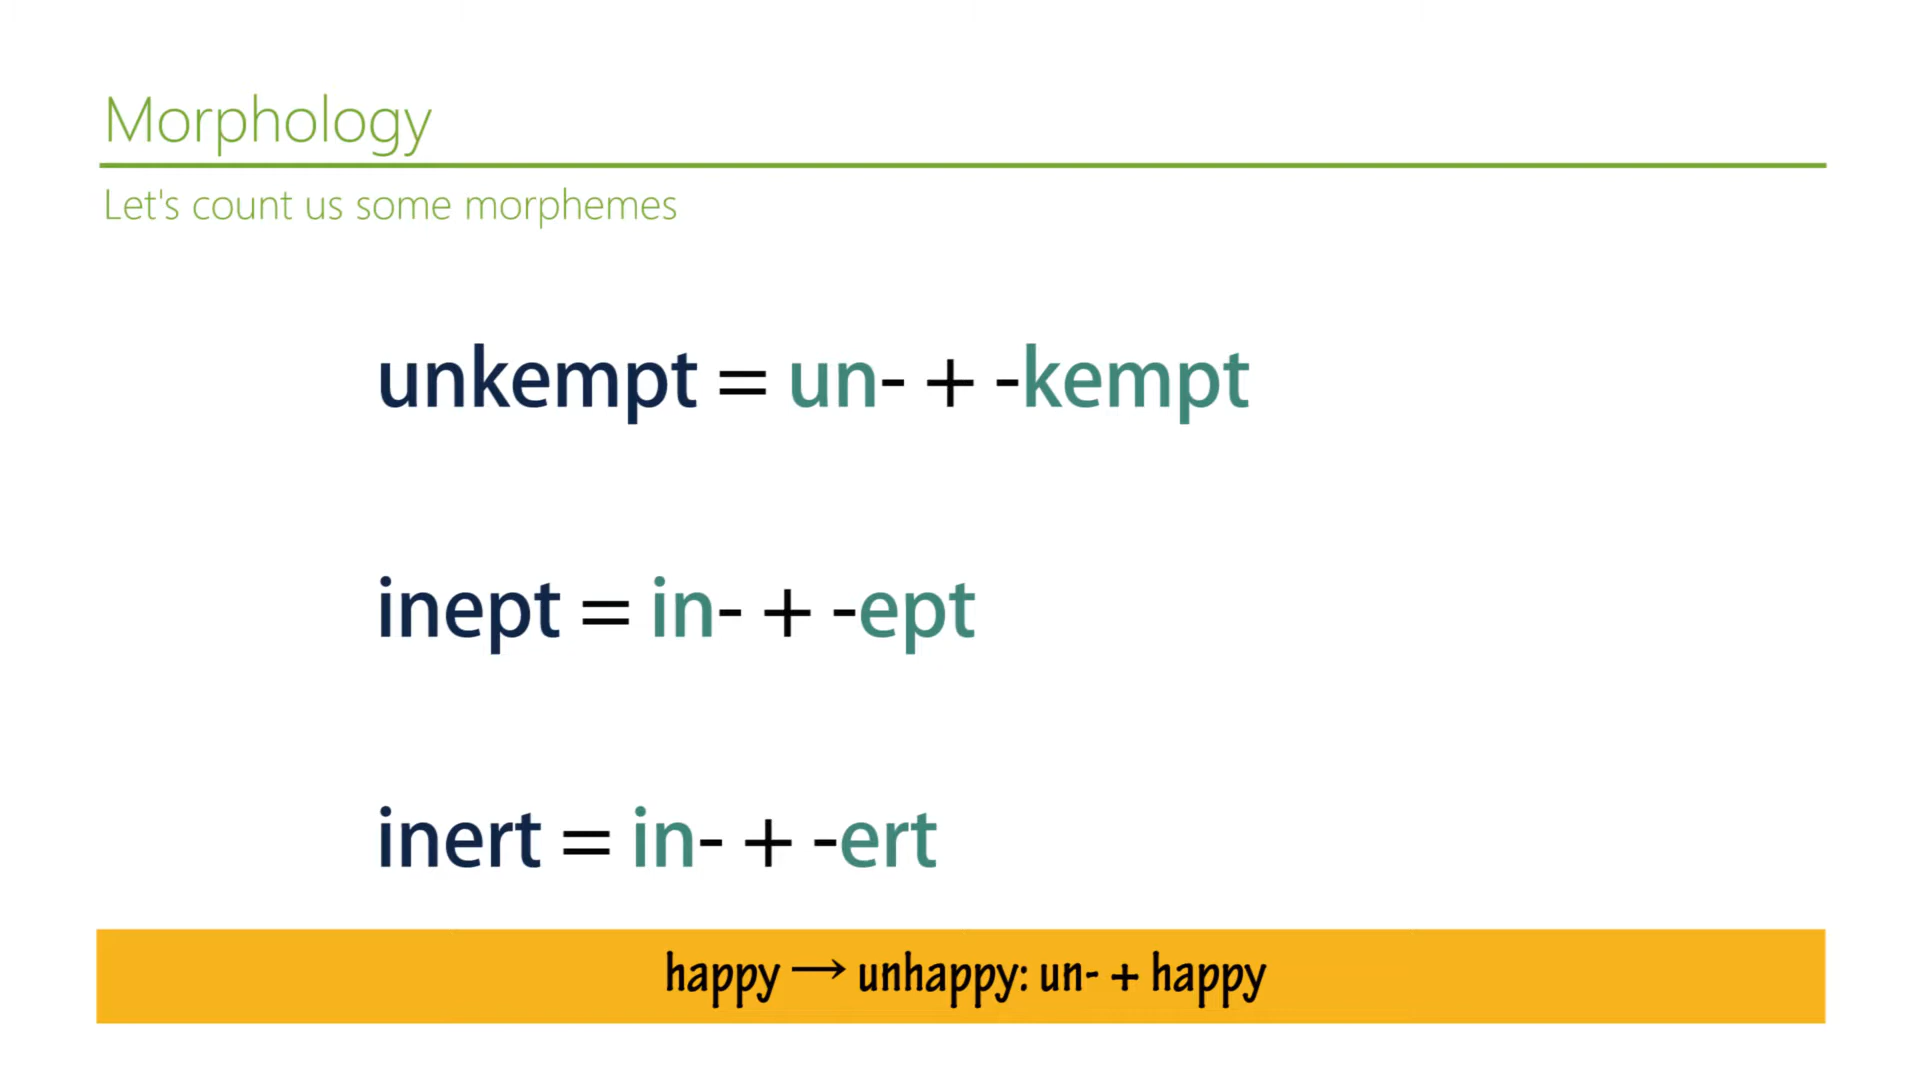 Morphology
Let's count us some morphemes
unkempt = un- + -kempt
inept = in- + -ept
inert = in- + -ert
happy → unhappy: un- + happy